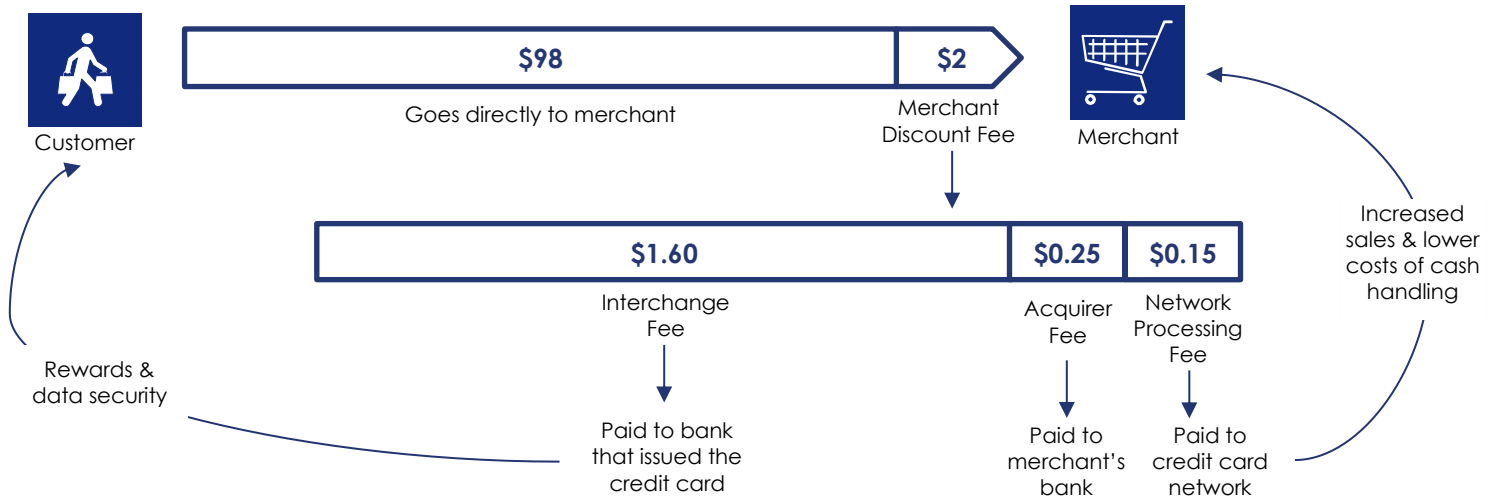 $98
$2
Customer
Goes directly to merchant
Merchant
Discount Fee
Merchant
$1.60
$0.25
$0.15
Interchange
Fee
Acquirer
Fee
Network
Processing
Fee
Increased
sales & lower
costs of cash
handling
Rewards &
data security
Paid to bank
that issued the
credit card
Paid to
merchant's
bank
Paid to
credit card
network